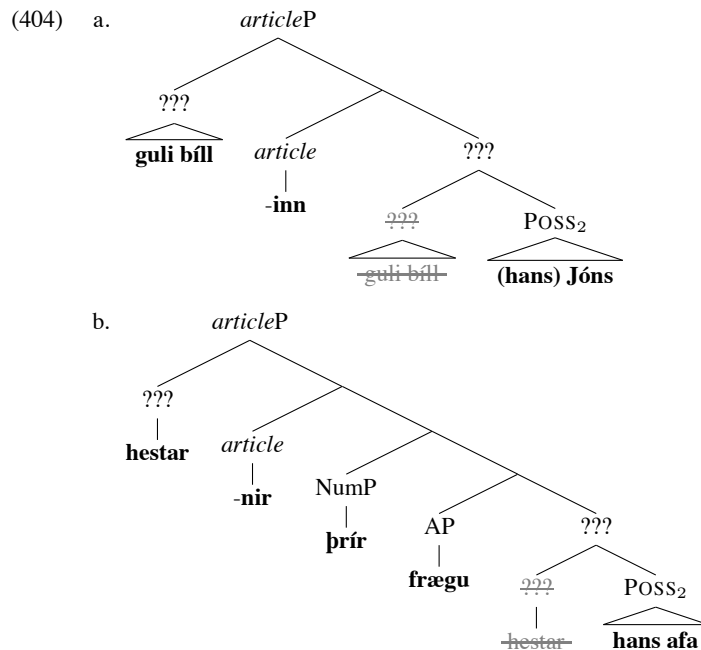 (404) a. articleP
???
guli bíll
article
???
-inn
???
POSS2
guli bíll
(hans) Jóns
b. articleP
???
hestar
article
-nir
NumP
þrír
AP
???
frægu
???
POSS2
hestar
hans afa